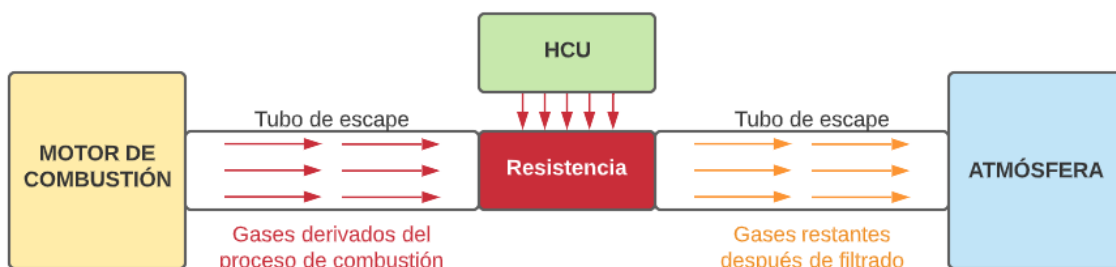 HCU
Tubo de escape
Tubo de escape
MOTOR DE
COMBUSTIÓN
Resistencia
ATMÓSFERA
Gases derivados del
proceso de combustión
Gases restantes
después de filtrado